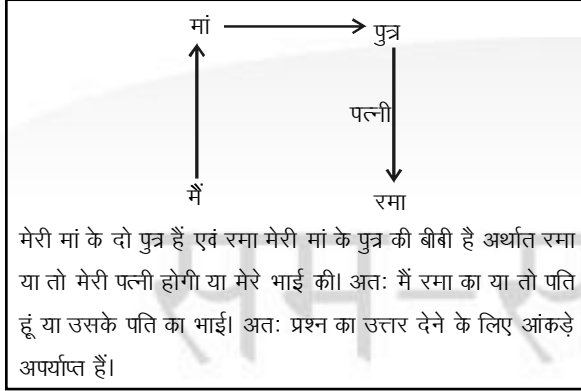 मां पुत्र
पत्नी
मैं रमा
मेरी मां के दो पुत्र हैं एवं रमा मेरी मां के पुत्र की बीबी है अर्थात रमा
या तो मेरी पत्नी होगी या मेरे भाई की। अतः मैं रमा का या तो पति
हूं या उसके पति का भाई। अतः प्रश्न का उत्तर देने के लिए आंकड़े
अपर्याप्त हैं।